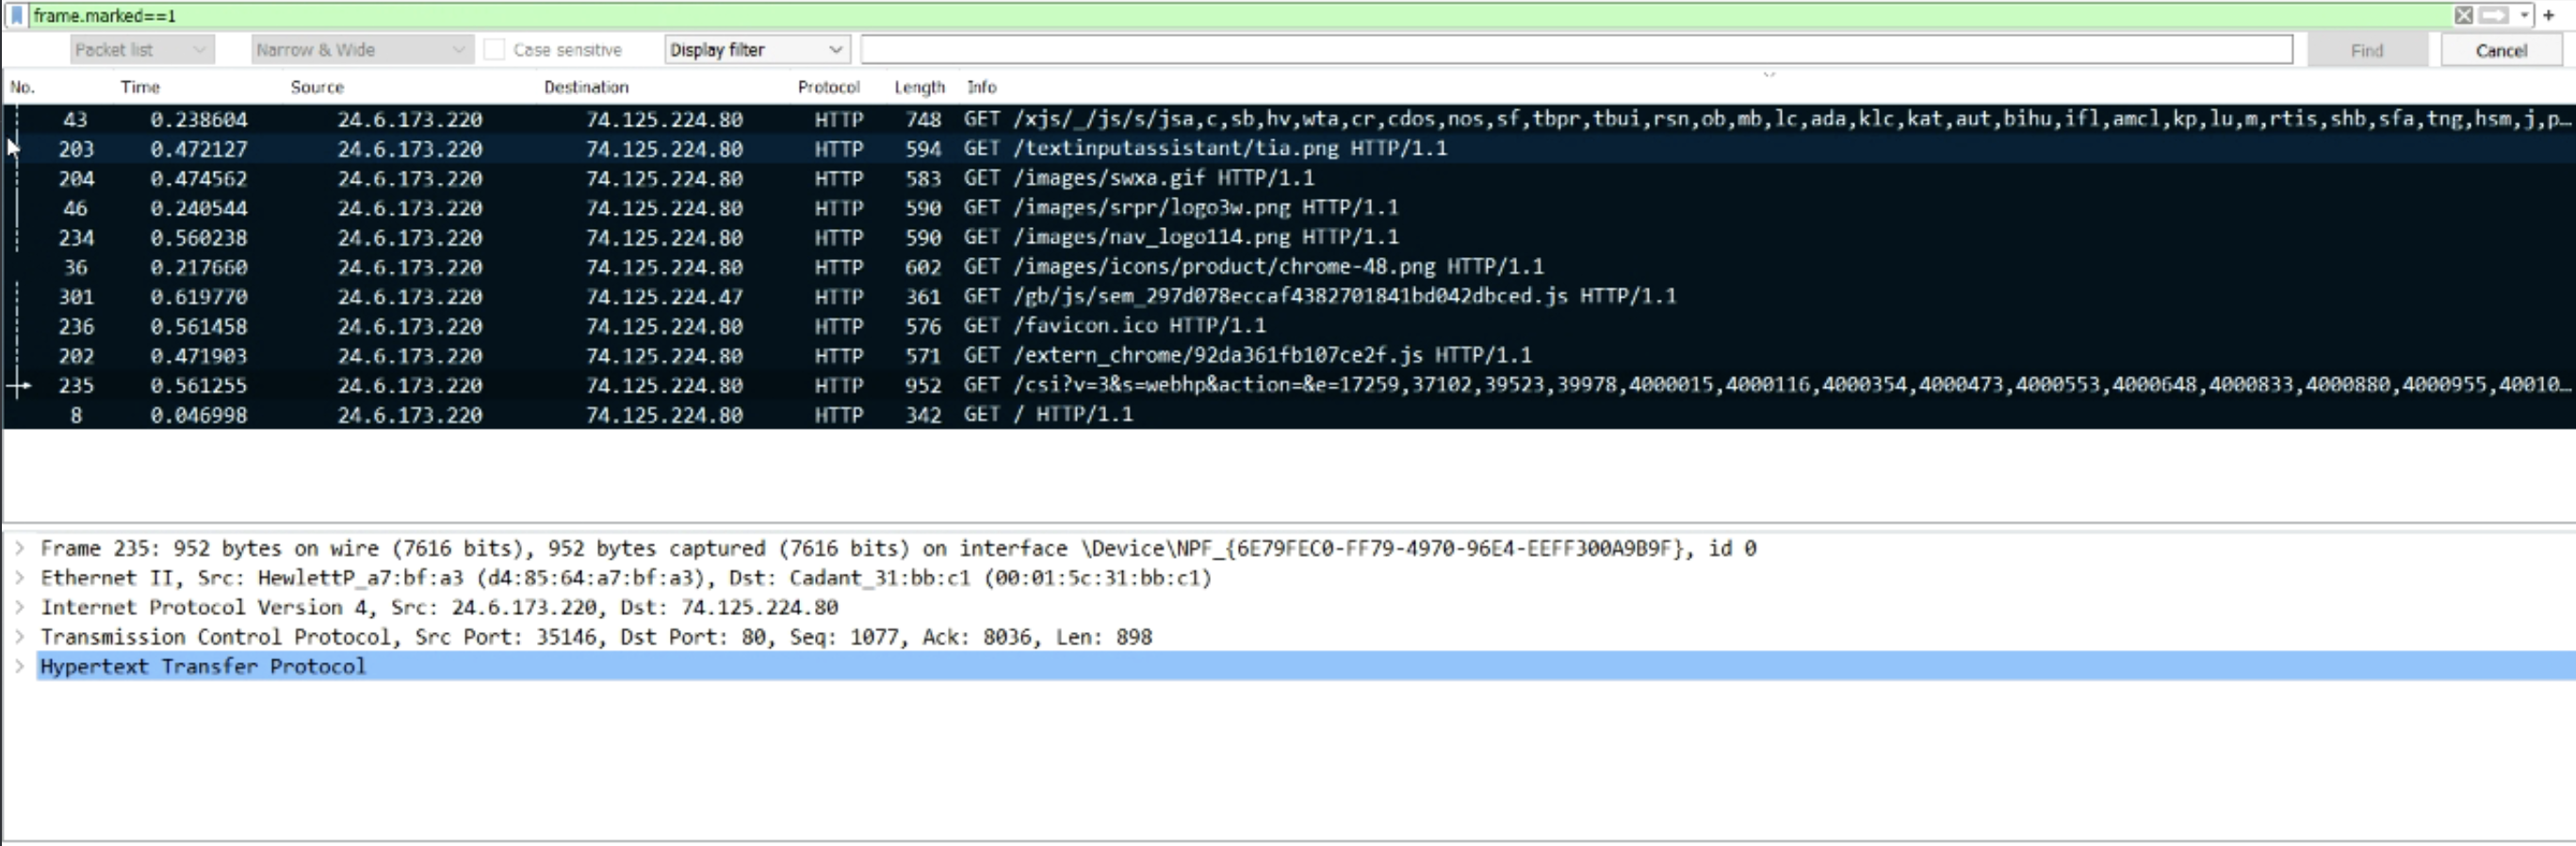 frame.marked==1
Packet list Narrow & Wide Case sensitive Display filter Find Cancel
No. Time Source Destination Protocol Length Info
43 0.238604 24.6.173.220 74.125.224.80 HTTP 748 GET /xjs/_/js/s/jsa,c,sb,hv,wta,cr,cdos,nos,sf,tbpr,tbui,rsn,ob,mb,lc,ada,klc,kat,aut,bihu,ifl,amcl,kp,lu,m,rtis,shb,sfa,tng,hsm,j,p…
203 0.472127 24.6.173.220 74.125.224.80 HTTP 594 GET /textinputassistant/tia.png HTTP/1.1
204 0.474562 24.6.173.220 74.125.224.80 HTTP 583 GET /images/swxa.gif HTTP/1.1
46 0.240544 24.6.173.220 74.125.224.80 HTTP 590 GET /images/srpr/logo3w.png HTTP/1.1
234 0.560238 24.6.173.220 74.125.224.80 HTTP 590 GET /images/nav_logo114.png HTTP/1.1
36 0.217660 24.6.173.220 74.125.224.80 HTTP 602 GET /images/icons/product/chrome-48.png HTTP/1.1
301 0.619770 24.6.173.220 74.125.224.47 HTTP 361 GET /gb/js/sem_297d078eccaf4382701841bd042dbced.js HTTP/1.1
236 0.561458 24.6.173.220 74.125.224.80 HTTP 576 GET /favicon.ico HTTP/1.1
202 0.471903 24.6.173.220 74.125.224.80 HTTP 571 GET /extern_chrome/92da361fb107ce2f.js HTTP/1.1
235 0.561255 24.6.173.220 74.125.224.80 HTTP 952 GET /csi?v=3&s=webhp&action=&e=17259,37102,39523,39978,4000015,4000116,4000354,4000473,4000553,4000648,4000833,4000880,4000955,40010…
8 0.046998 24.6.173.220 74.125.224.80 HTTP 342 GET / HTTP/1.1
Frame 235: 952 bytes on wire (7616 bits), 952 bytes captured (7616 bits) on interface \Device\NPF_{6E79FEC0-FF79-4970-96E4-EEFF300A9B9F}, id 0
Ethernet II, Src: HewlettP_a7:bf:a3 (d4:85:64:a7:bf:a3), Dst: Cadant_31:bb:c1 (00:01:5c:31:bb:c1)
Internet Protocol Version 4, Src: 24.6.173.220, Dst: 74.125.224.80
Transmission Control Protocol, Src Port: 35146, Dst Port: 80, Seq: 1077, Ack: 8036, Len: 898
Hypertext Transfer Protocol